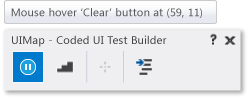 Mouse hover 'Clear' button at (59, 11)
UIMap - Coded UI Test Builder ? ×